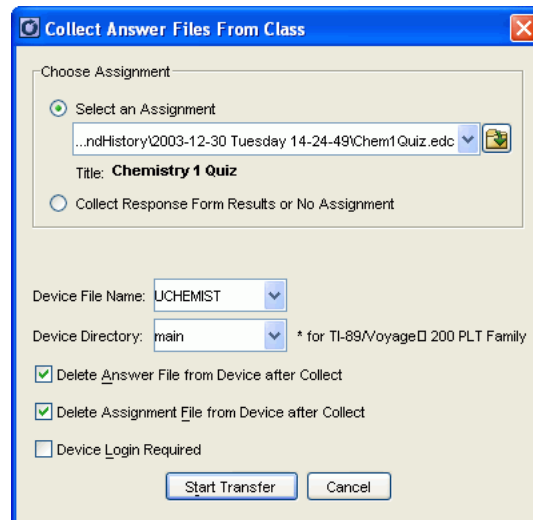 Collect Answer Files From Class
Choose Assignment
Select an Assignment
...ndHistory\2003-12-30 Tuesday 14-24-49\Chem1Quiz.edc
Title: Chemistry 1 Quiz
Collect Response Form Results or No Assignment
Device File Name: UCHEMIST
Device Directory: main * for TI-89/Voyage□ 200 PLT Family
Delete Answer File from Device after Collect
Delete Assignment File from Device after Collect
Device Login Required
Start Transfer Cancel